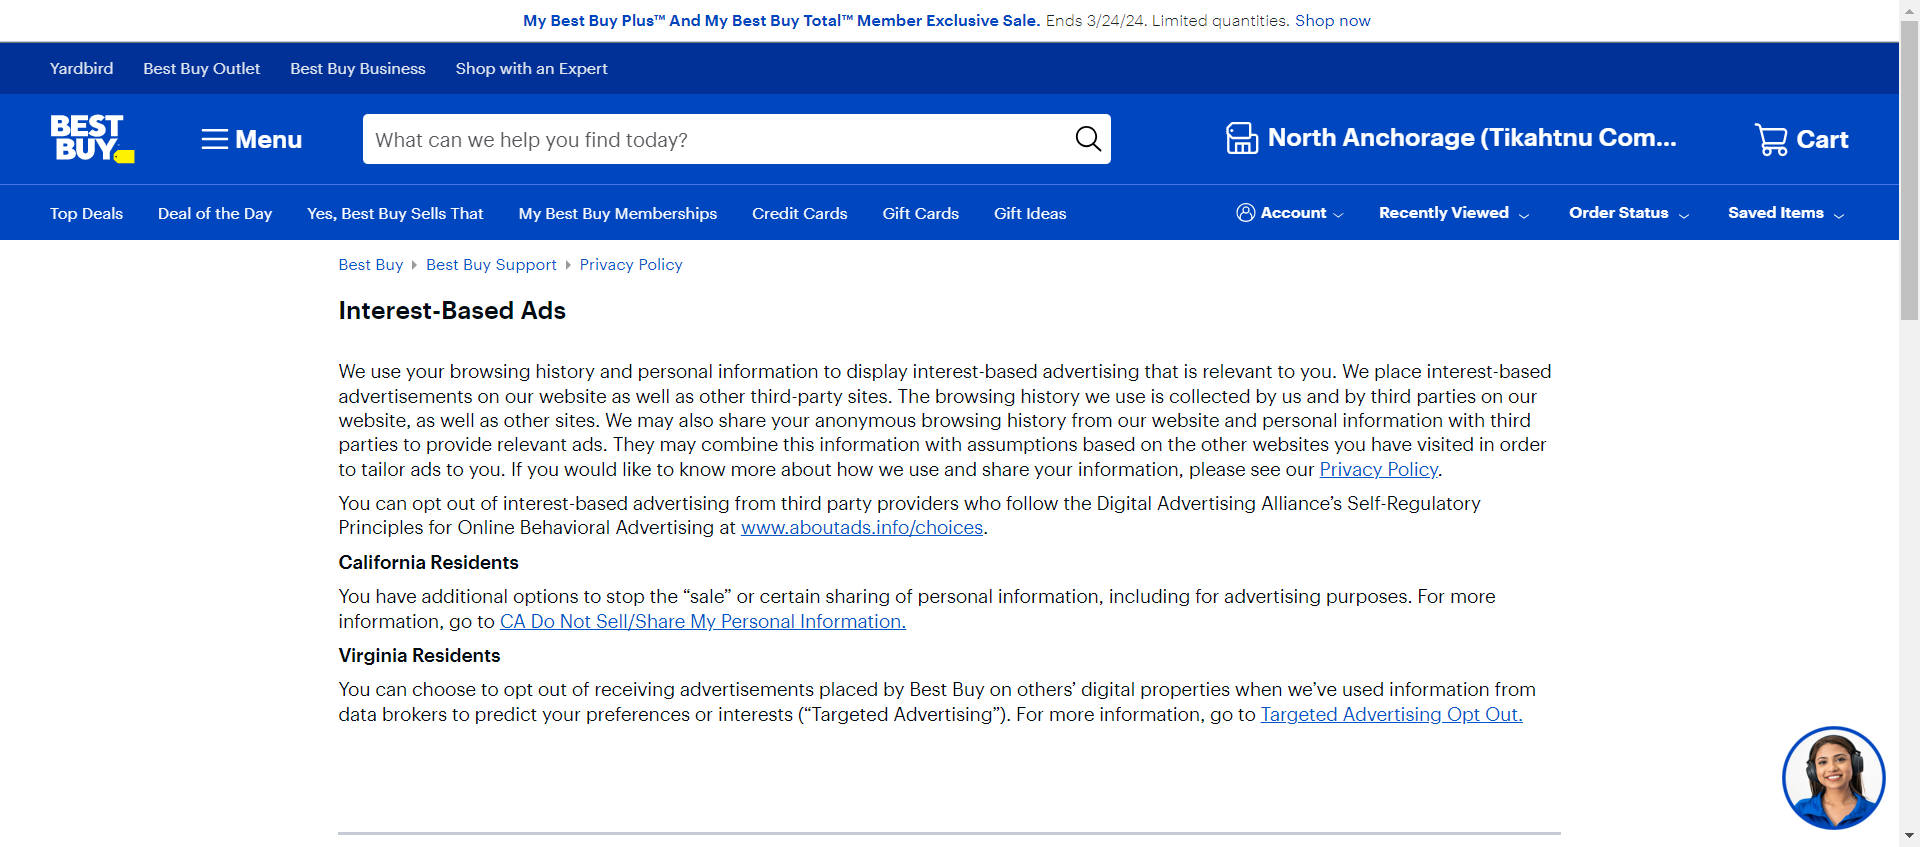 My Best Buy Plus™ And My Best Buy Total™ Member Exclusive Sale. Ends 3/24/24. Limited quantities. Shop now
Yardbird Best Buy Outlet Best Buy Business Shop with an Expert
BEST BUY
Menu
What can we help you find today?
North Anchorage (Tikahtnu Com...
Cart
Top Deals Deal of the Day Yes, Best Buy Sells That My Best Buy Memberships Credit Cards Gift Cards Gift Ideas Account Recently Viewed Order Status Saved Items
Best Buy Best Buy Support Privacy Policy
Interest-Based Ads
We use your browsing history and personal information to display interest-based advertising that is relevant to you. We place interest-based
advertisements on our website as well as other third-party sites. The browsing history we use is collected by us and by third parties on our
website, as well as other sites. We may also share your anonymous browsing history from our website and personal information with third
parties to provide relevant ads. They may combine this information with assumptions based on the other websites you have visited in order
to tailor ads to you. If you would like to know more about how we use and share your information, please see our Privacy Policy.
You can opt out of interest-based advertising from third party providers who follow the Digital Advertising Alliance’s Self-Regulatory
Principles for Online Behavioral Advertising at www.aboutads.info/choices.
California Residents
You have additional options to stop the “sale” or certain sharing of personal information, including for advertising purposes. For more
information, go to CA Do Not Sell/Share My Personal Information.
Virginia Residents
You can choose to opt out of receiving advertisements placed by Best Buy on others’ digital properties when we’ve used information from
data brokers to predict your preferences or interests (“Targeted Advertising”). For more information, go to Targeted Advertising Opt Out.